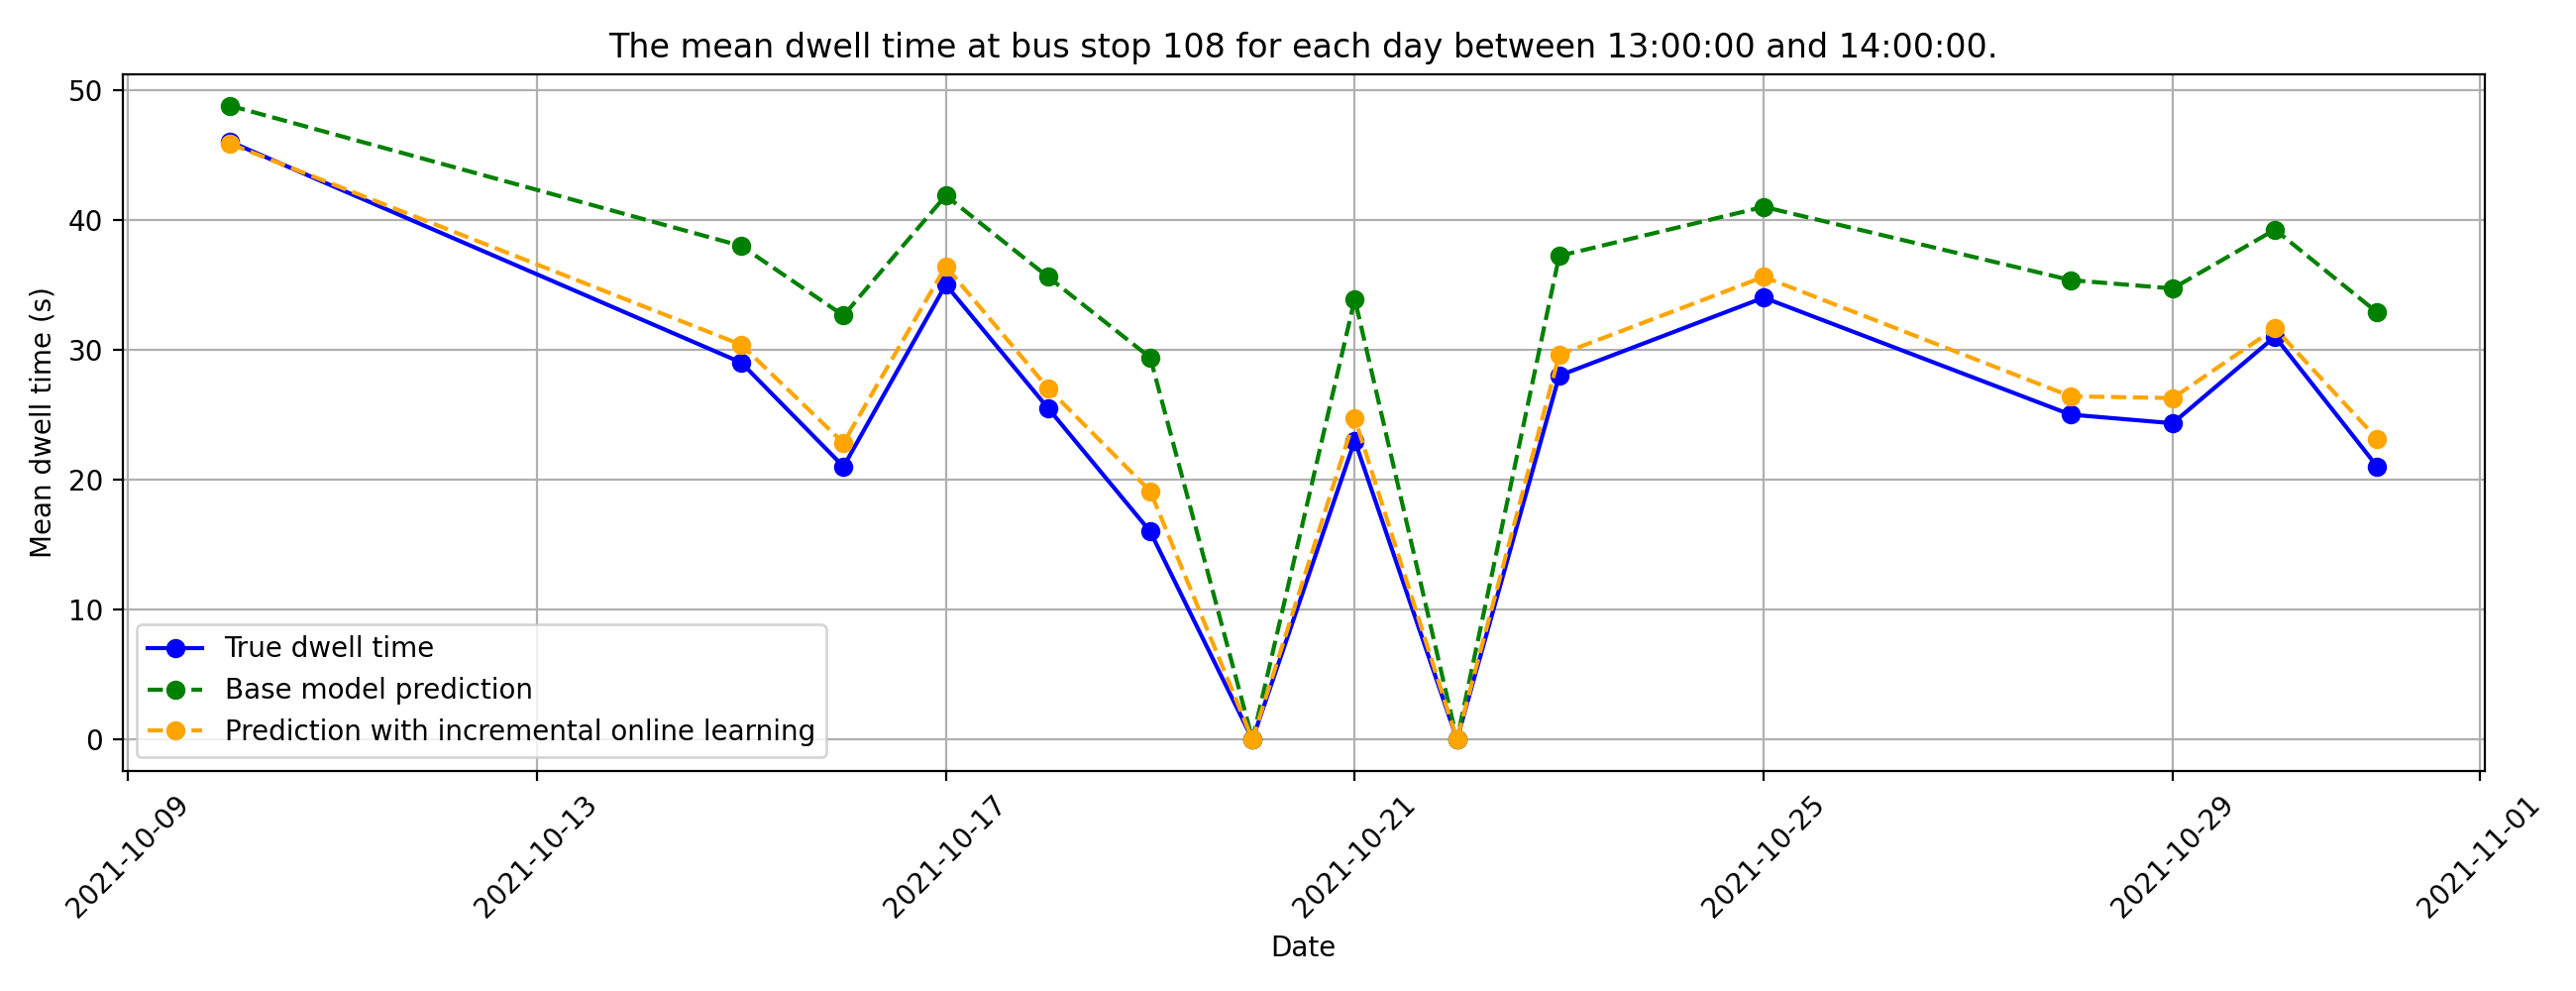 The mean dwell time at bus stop 108 for each day between 13:00:00 and 14:00:00.
Mean dwell time (s)
50
40
30
20
10
0
True dwell time
Base model prediction
Prediction with incremental online learning
2021-10-09
2021-10-13
2021-10-17
2021-10-21
2021-10-25
2021-10-29
2021-11-01
Date